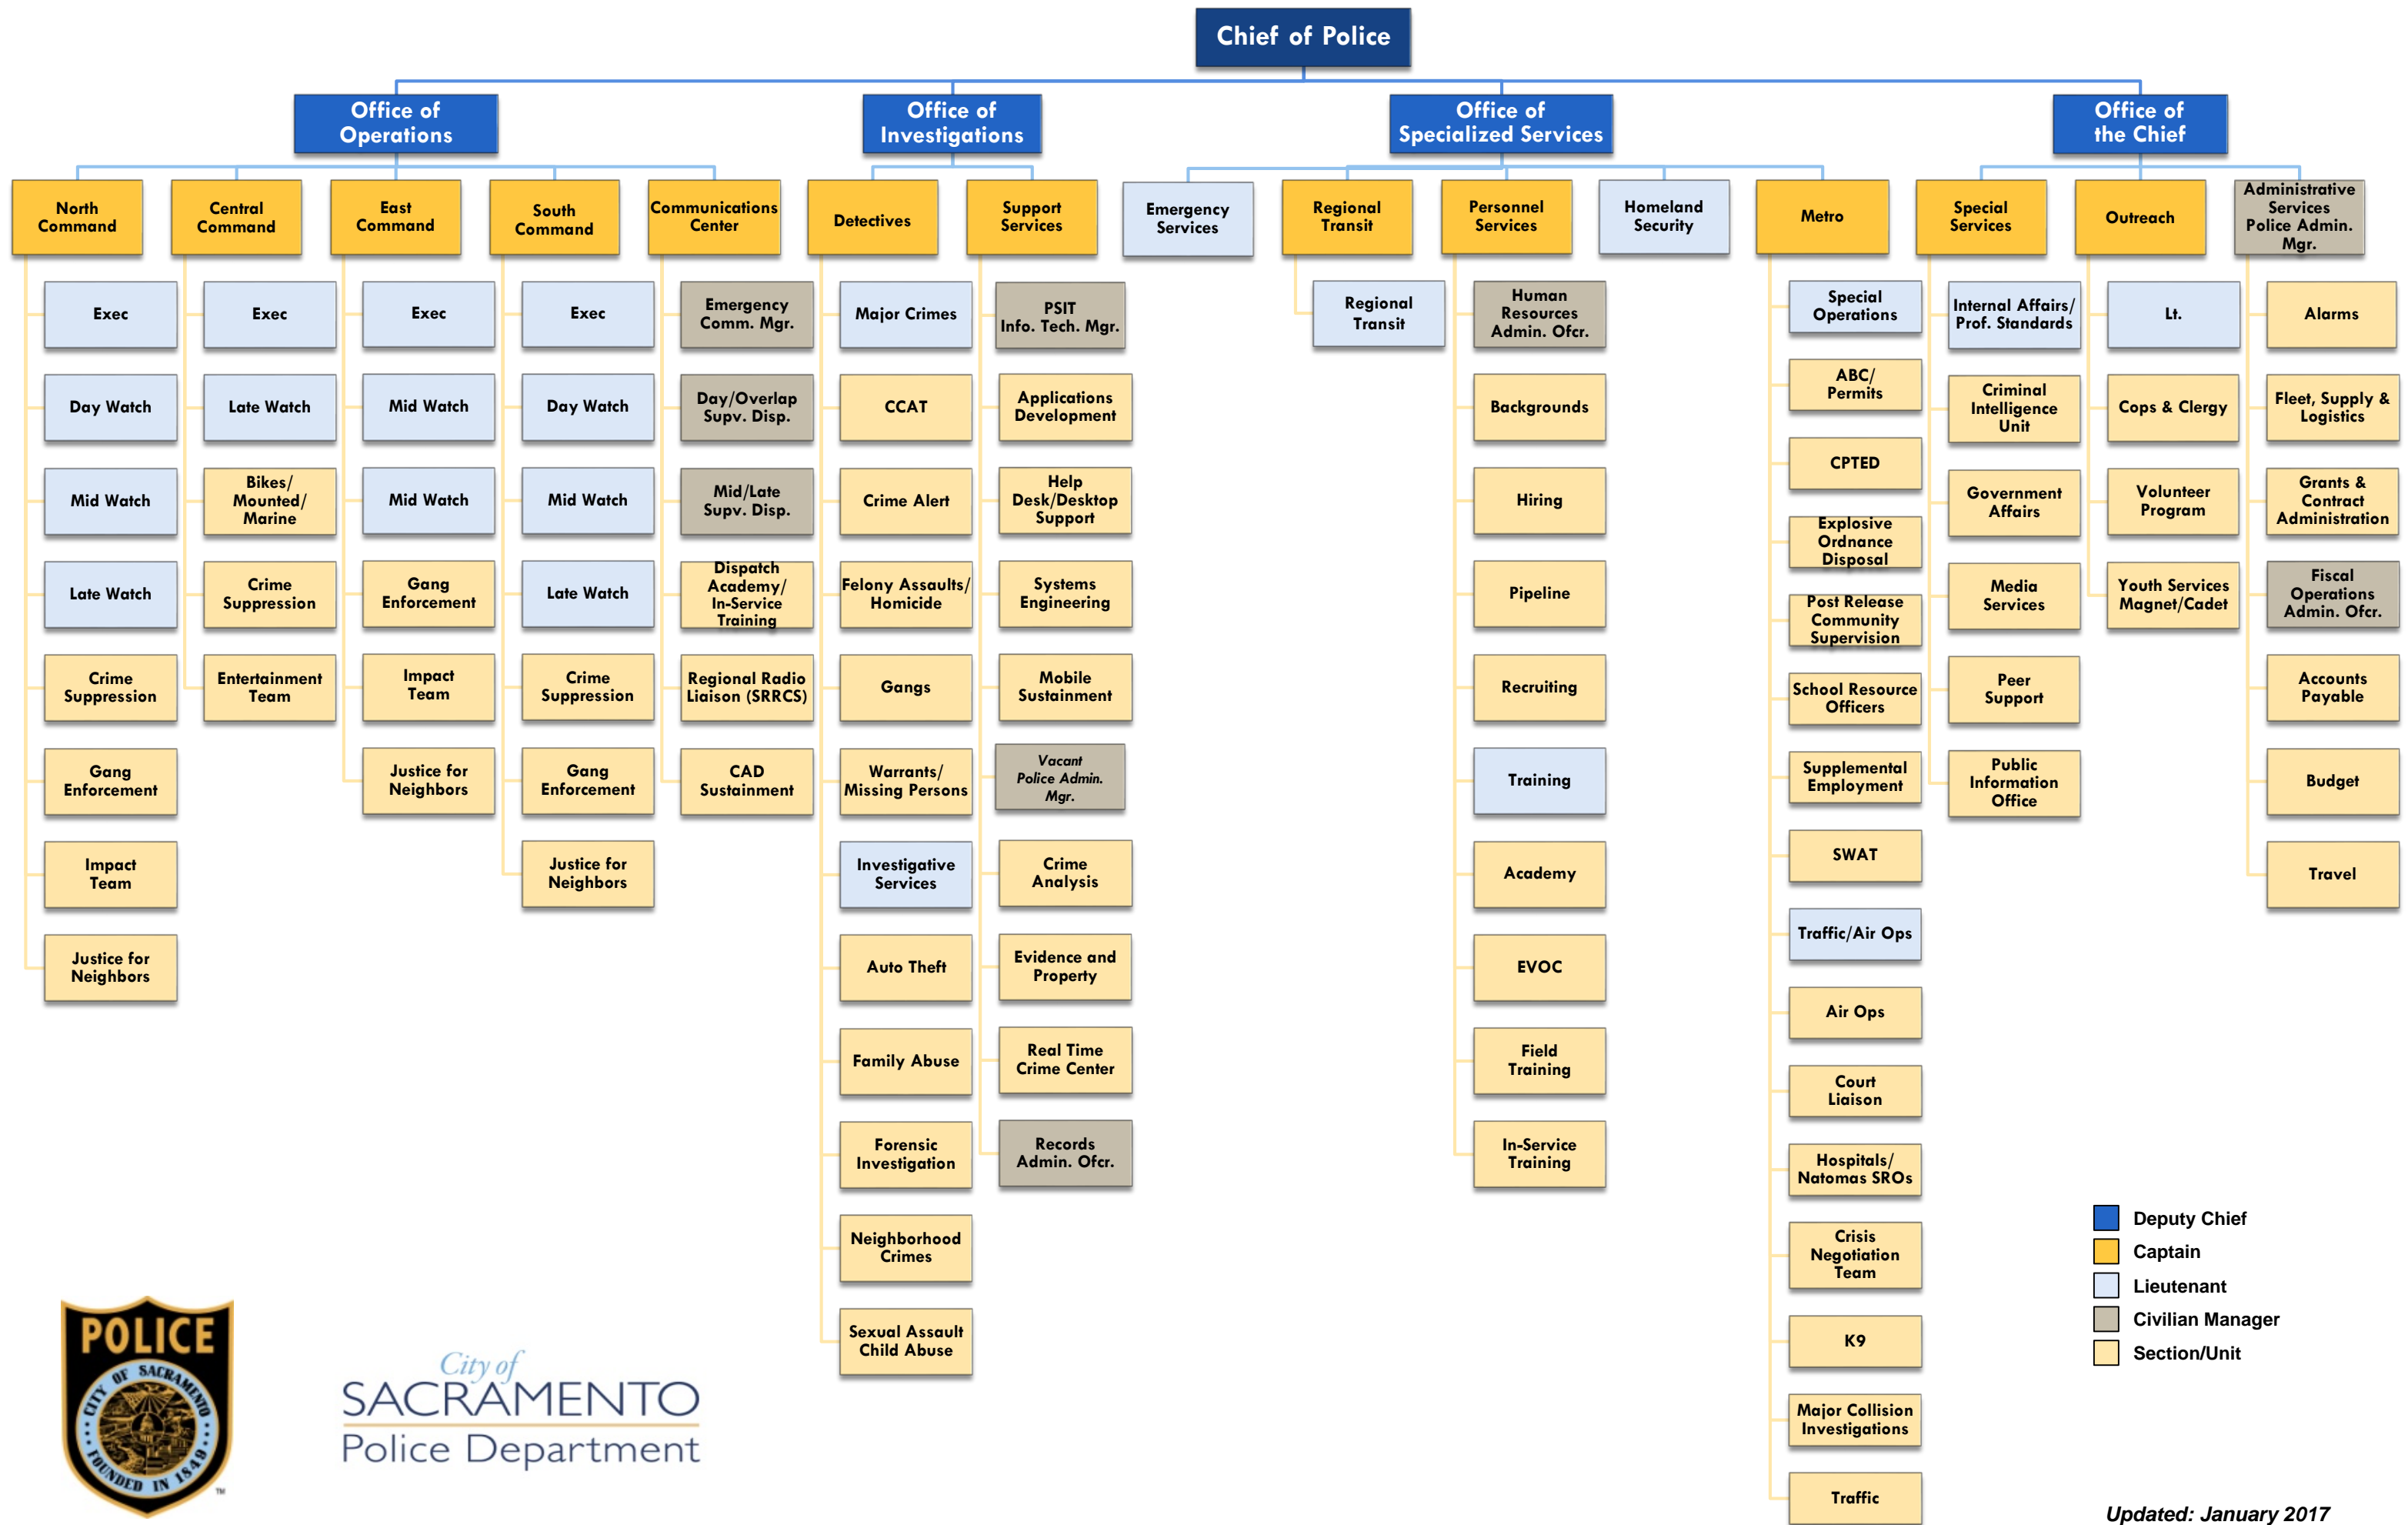 Chief of Police
Office of
Operations
Office of
Investigations
Office of
Specialized Services
Office of
the Chief
North
Command
Central
Command
East
Command
South
Command
Communications
Center
Detectives
Support
Services
Emergency
Services
Regional
Transit
Personnel
Services
Homeland
Security
Metro
Special
Services
Outreach
Administrative
Services
Police Admin.
Mgr.
Exec
Day Watch
Mid Watch
Late Watch
Crime
Suppression
Gang
Enforcement
Impact
Team
Justice for
Neighbors
Exec
Late Watch
Bikes/
Mounted/
Marine
Crime
Suppression
Entertainment
Team
Exec
Mid Watch
Mid Watch
Gang
Enforcement
Impact
Team
Justice for
Neighbors
Exec
Day Watch
Mid Watch
Late Watch
Crime
Suppression
Gang
Enforcement
Justice for
Neighbors
Emergency
Comm. Mgr.
Day/Overlap
Supv. Disp.
Mid/Late
Supv. Disp.
Dispatch
Academy/
In-Service
Training
Regional Radio
Liaison (SRRCS)
CAD
Sustainment
Major Crimes
CCAT
Crime Alert
Felony Assaults/
Homicide
Gangs
Warrants/
Missing Persons
Investigative
Services
Auto Theft
Family Abuse
Forensic
Investigation
Neighborhood
Crimes
Sexual Assault
Child Abuse
PSIT
Info. Tech. Mgr.
Applications
Development
Help
Desk/Desktop
Support
Systems
Engineering
Mobile
Sustainment
Vacant
Police Admin.
Mgr.
Crime
Analysis
Evidence and
Property
Real Time
Crime Center
Records
Admin. Ofcr.
Regional
Transit
Human
Resources
Admin. Ofcr.
Backgrounds
Hiring
Pipeline
Recruiting
Training
Academy
EVOC
Field
Training
In-Service
Training
Special
Operations
ABC/
Permits
CPTED
Explosive
Ordnance
Disposal
Post Release
Community
Supervision
School Resource
Officers
Supplemental
Employment
SWAT
Traffic/Air Ops
Air Ops
Court
Liaison
Hospitals/
Natomas SROs
Crisis
Negotiation
Team
K9
Major Collision
Investigations
Traffic
Internal Affairs/
Prof. Standards
Criminal
Intelligence
Unit
Government
Affairs
Media
Services
Peer
Support
Public
Information
Office
Lt.
Cops & Clergy
Volunteer
Program
Youth Services
Magnet/Cadet
Alarms
Fleet, Supply &
Logistics
Grants &
Contract
Administration
Fiscal
Operations
Admin. Ofcr.
Accounts
Payable
Budget
Travel
Deputy Chief
Captain
Lieutenant
Civilian Manager
Section/Unit
POLICE
CITY OF SACRAMENTO
FOUNDED IN 1849
TM
City of
SACRAMENTO
Police Department
Updated: January 2017